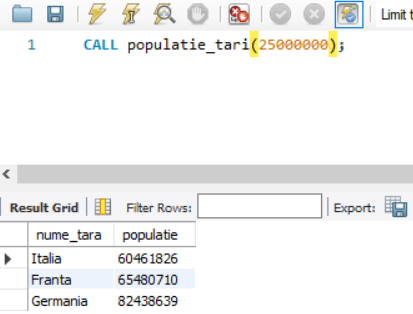 Limit t
1 CALL populatie_tari(25000000);
Result Grid Filter Rows: Export:
nume_tara populatie
Italia 60461826
Franta 65480710
Germania 82438639